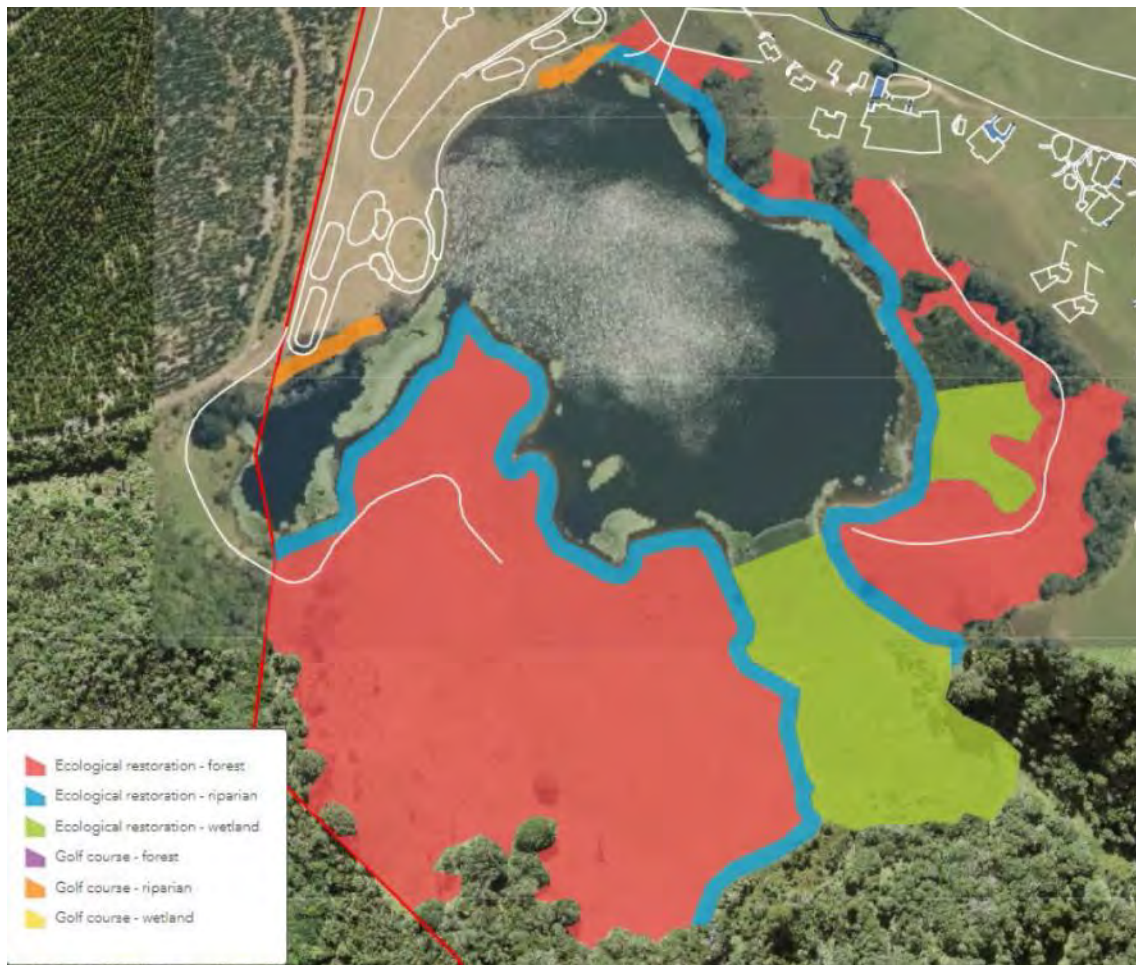 Ecological restoration - forest
Ecological restoration - riparian
Ecological restoration - wetland
Golf course - forest
Golf course - riparian
Golf course - wetland